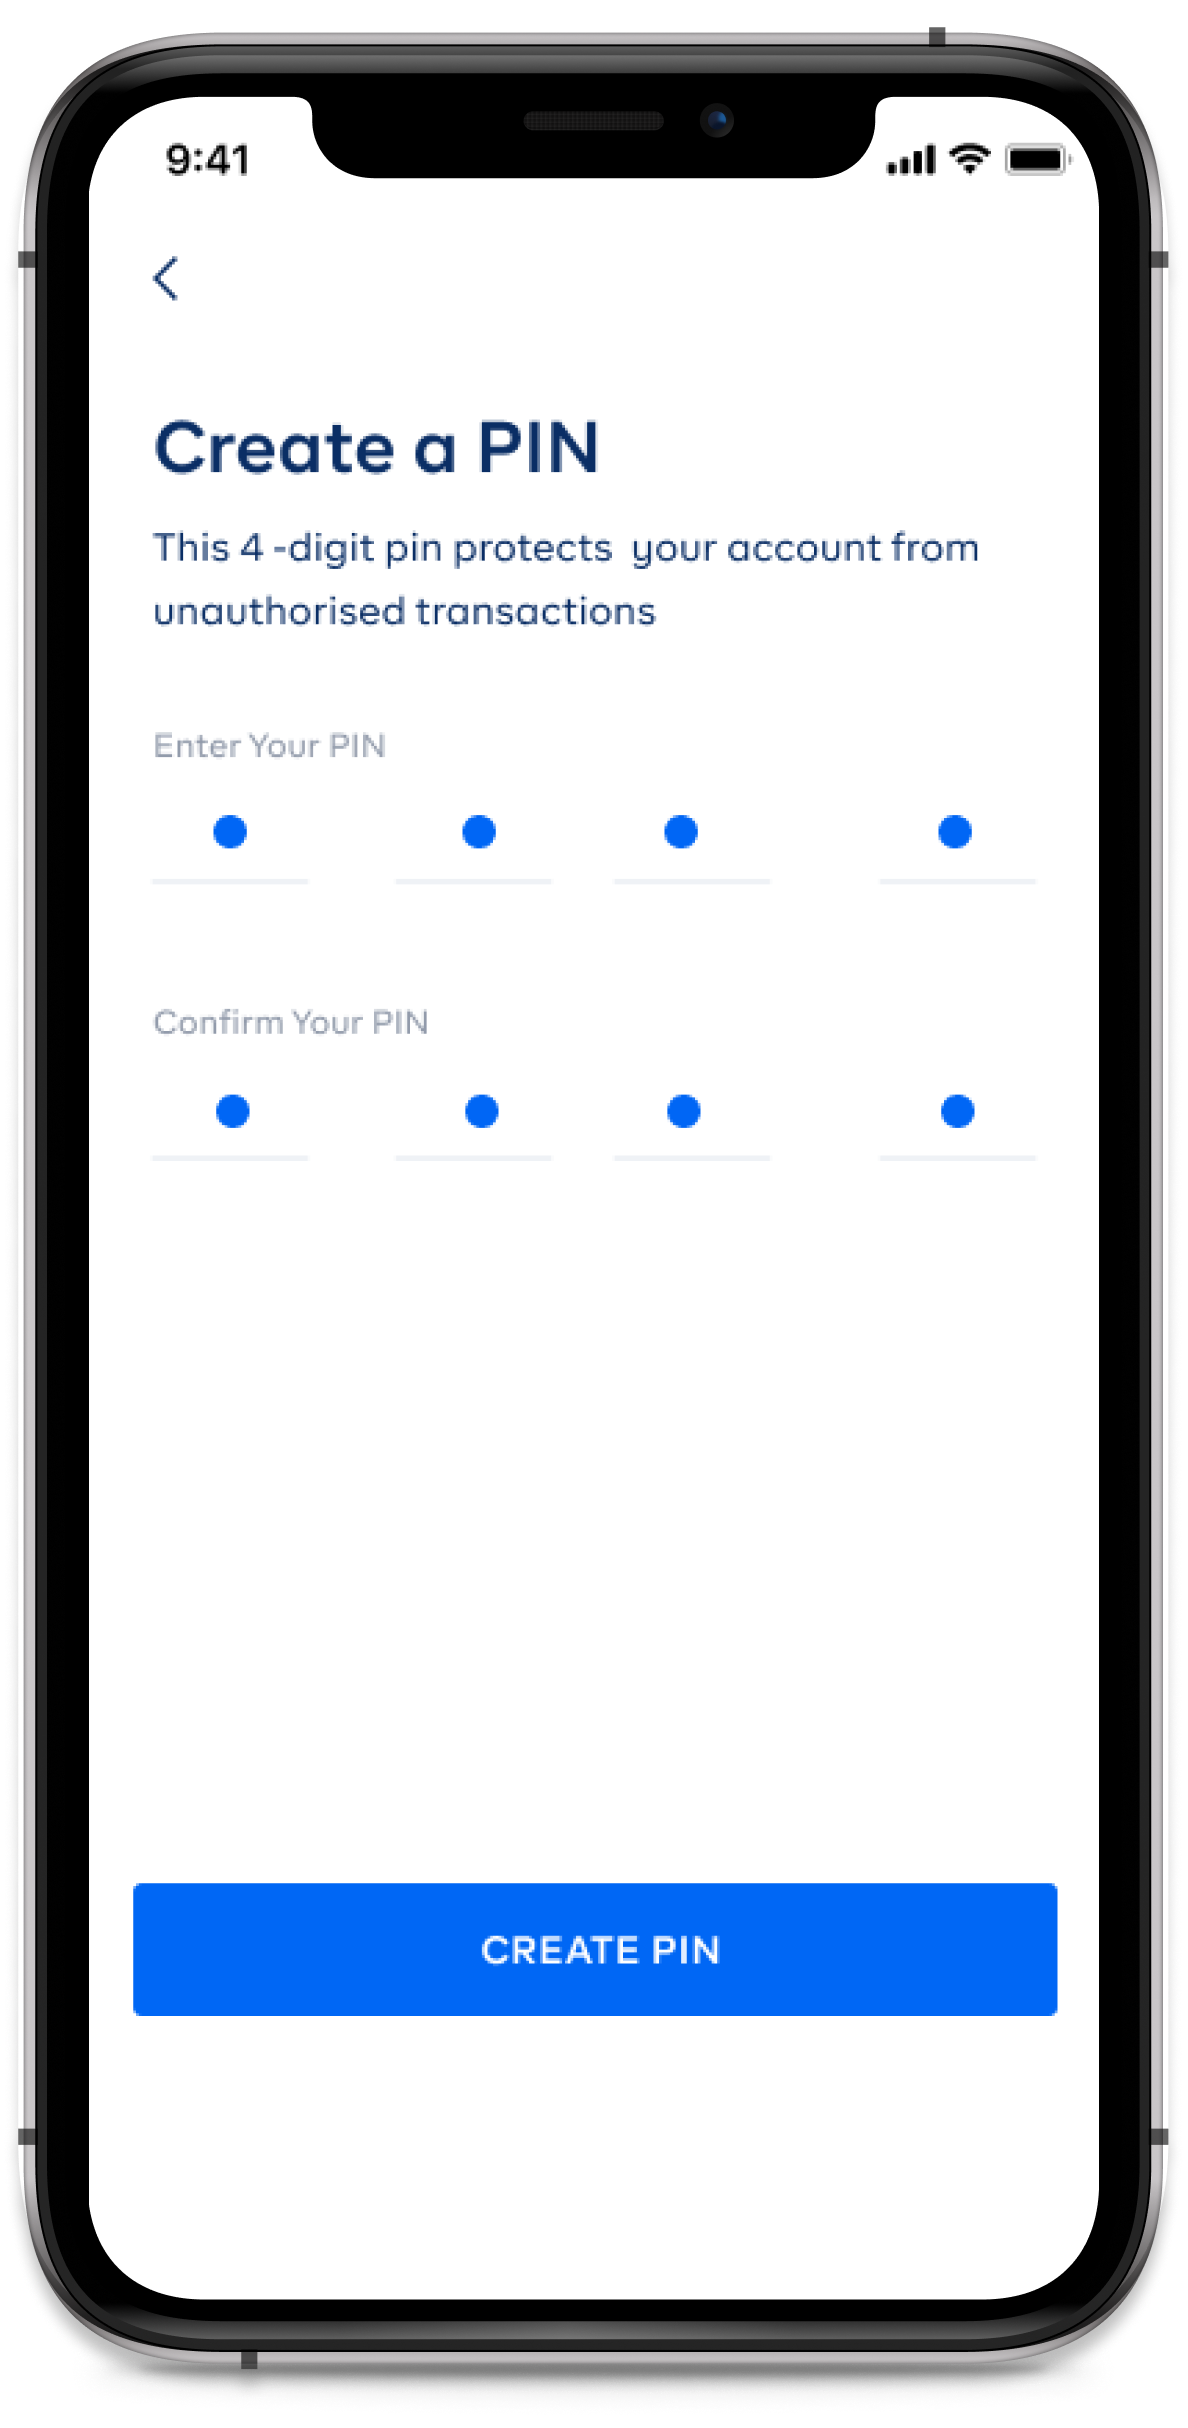 9:41
Create a PIN
This 4 -digit pin protects  your account from
unauthorised transactions
Enter Your PIN
Confirm Your PIN
CREATE PIN